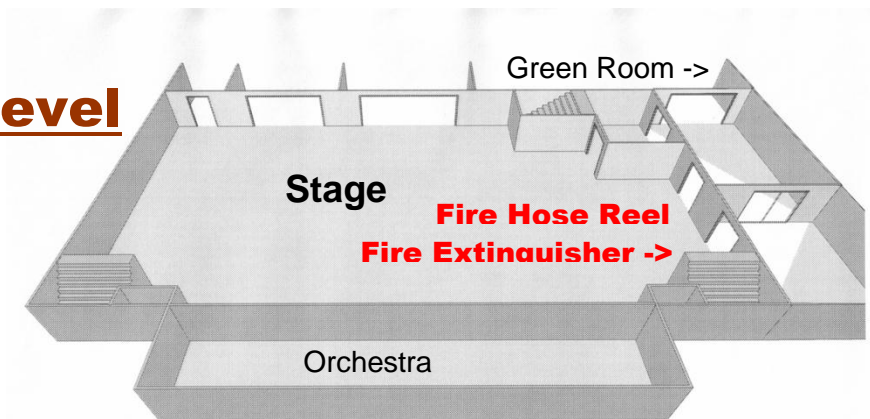 Green Room ->
evel
Stage
Fire Hose Reel
Fire Extinguisher ->
Orchestra